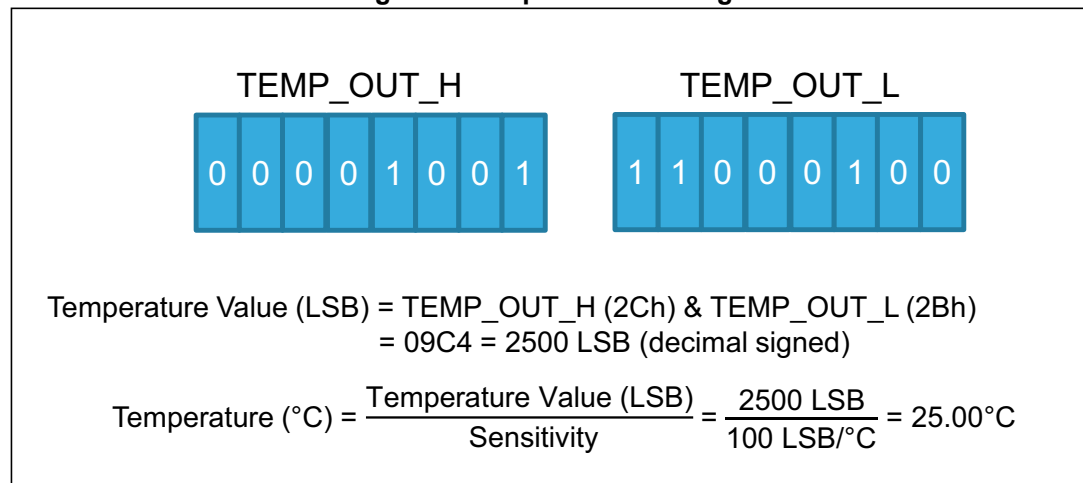 TEMP_OUT_H TEMP_OUT_L
0 0 0 0 1 0 0 1 1 1 0 0 0 1 0 0
Temperature Value (LSB) = TEMP_OUT_H (2Ch) & TEMP_OUT_L (2Bh)
= 09C4 = 2500 LSB (decimal signed)
Temperature (°C) = Temperature Value (LSB) / Sensitivity = 2500 LSB / 100 LSB/°C = 25.00°C